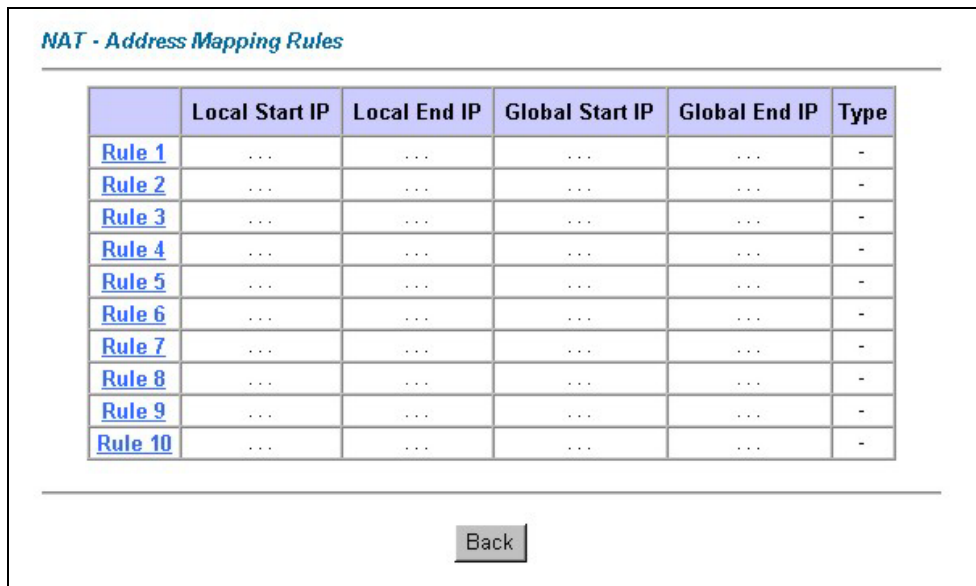 NAT - Address Mapping Rules
Local Start IP Local End IP Global Start IP Global End IP Type
Rule 1 ... ... ... ... -
Rule 2 ... ... ... ... -
Rule 3 ... ... ... ... -
Rule 4 ... ... ... ... -
Rule 5 ... ... ... ... -
Rule 6 ... ... ... ... -
Rule 7 ... ... ... ... -
Rule 8 ... ... ... ... -
Rule 9 ... ... ... ... -
Rule 10 ... ... ... ... -
Back